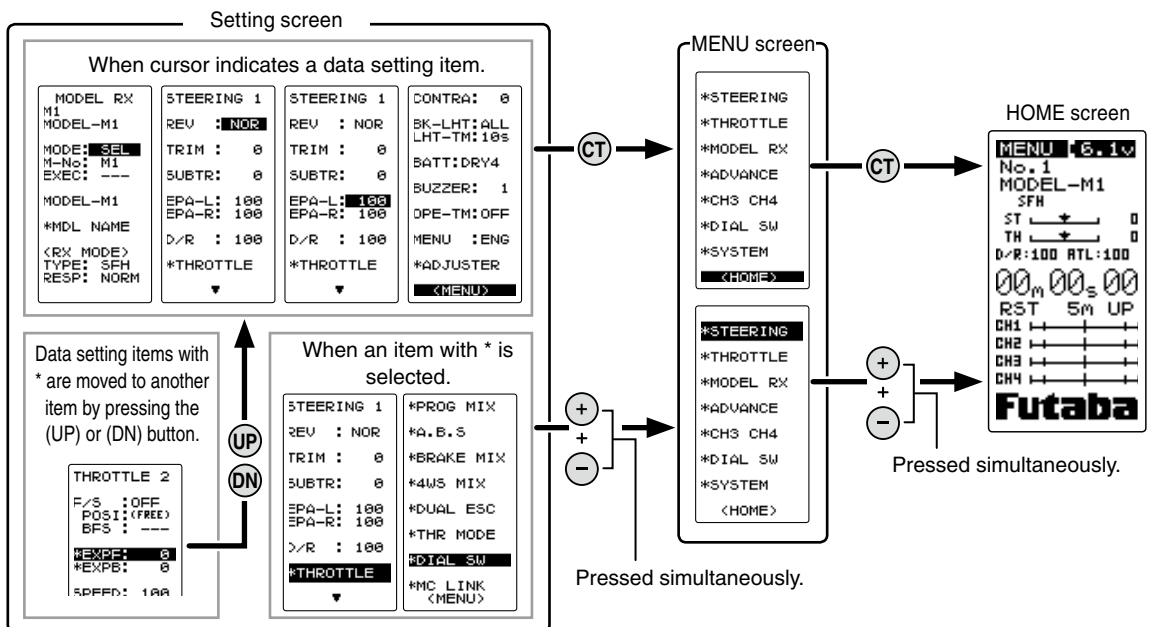 Setting screen
When cursor indicates a data setting item.
MODEL RX
M1
MODEL-M1
MODE: SEL
M-No: M1
EXEC: ---
MODEL-M1
*MDL NAME
<RX MODE>
TYPE: SFH
RESP: NORM
STEERING 1
REV : NOR
TRIM : 0
SUBTR: 0
EPA-L: 100
EPA-R: 100
D/R : 100
*THROTTLE
▼
STEERING 1
REV : NOR
TRIM : 0
SUBTR: 0
EPA-L: 100
EPA-R: 100
D/R : 100
*THROTTLE
▼
CONTRA: 0
BK-LHT:ALL
LHT-TM:10s
BATT:DRY4
BUZZER: 1
OPE-TM:OFF
MENU :ENG
*ADJUSTER
<MENU>
Data setting items with
* are moved to another
item by pressing the
(UP) or (DN) button.
THROTTLE 2
F/S :OFF
POSI:(FREE)
BFS : ---
*EXPF: 0
*EXPB: 0
SPEED: 100
UP
DN
When an item with * is
selected.
STEERING 1
REV : NOR
TRIM : 0
SUBTR: 0
EPA-L: 100
EPA-R: 100
D/R : 100
*THROTTLE
▼
*PROG MIX
*A.B.S
*BRAKE MIX
*4WS MIX
*DUAL ESC
*THR MODE
*DIAL SW
*MC LINK
<MENU>
CT
+
+
−
Pressed simultaneously.
MENU screen
*STEERING
*THROTTLE
*MODEL RX
*ADVANCE
*CH3 CH4
*DIAL SW
*SYSTEM
<HOME>
*STEERING
*THROTTLE
*MODEL RX
*ADVANCE
*CH3 CH4
*DIAL SW
*SYSTEM
<HOME>
CT
+
+
−
Pressed simultaneously.
HOME screen
MENU 6.1v
No.1
MODEL-M1
SFH
ST 0
TH 0
D/R:100 ATL:100
00m00s00
RST 5m UP
CH1
CH2
CH3
CH4
Futaba